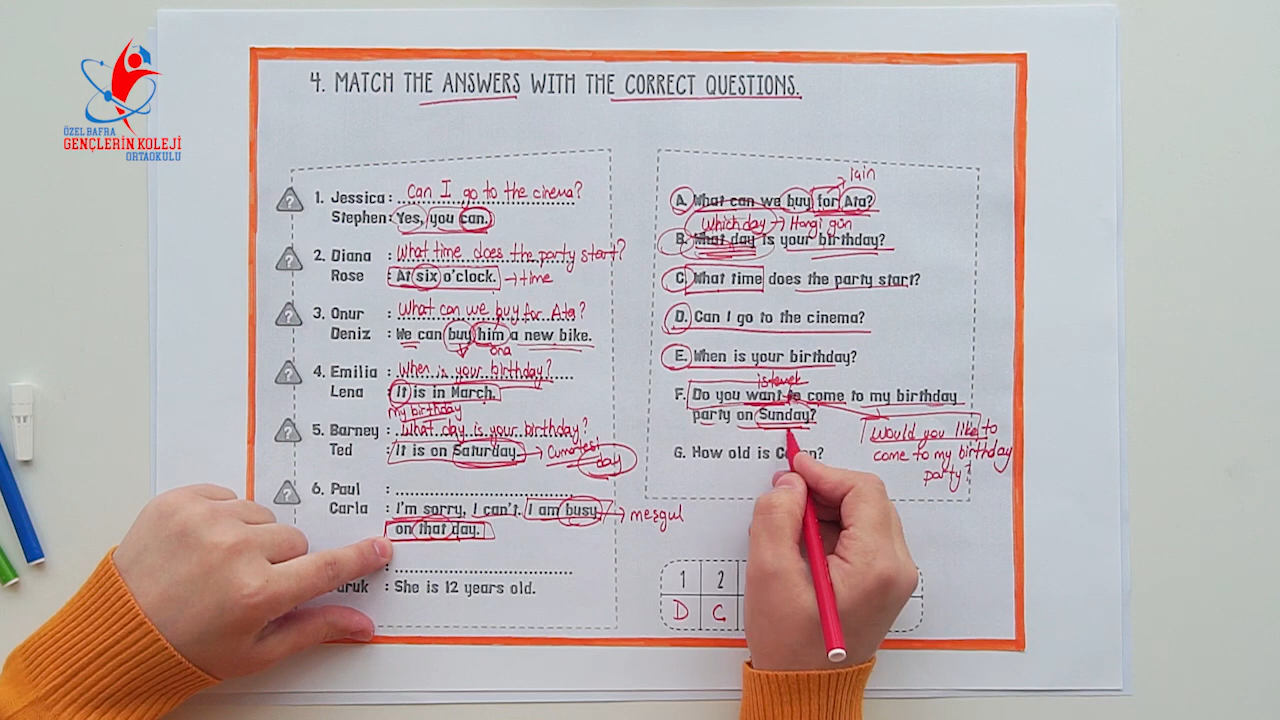 ÖZEL BAFRA
GENÇLERİN KOLEJİ
ORTAOKULU
4. MATCH THE ANSWERS WITH THE CORRECT QUESTIONS.
1. Jessica : Can I go to the cinema?
Stephen: Yes, you can.
2. Diana : What time does the party start?
Rose : At six o'clock. → time
3. Onur : What can we buy for Ata?
Deniz : We can buy him a new bike.
ona
4. Emilia : When is your birthday?
Lena : It is in March.
my birthday
5. Barney : What day is your birthday?
Ted : It is on Saturday. → Cumartesi
day
6. Paul :
Carla : I'm sorry, I can't. I am busy → meşgul
on that day.
: She is 12 years old.
için
A. What can we buy for Ata?
Which day → Hangi gün
B. What day is your birthday?
C. What time does the party start?
D. Can I go to the cinema?
E. When is your birthday?
istemek
F. Do you want to come to my birthday
party on Sunday?
Would you like to
come to my birthday
party?
G. How old is
1 2
D C